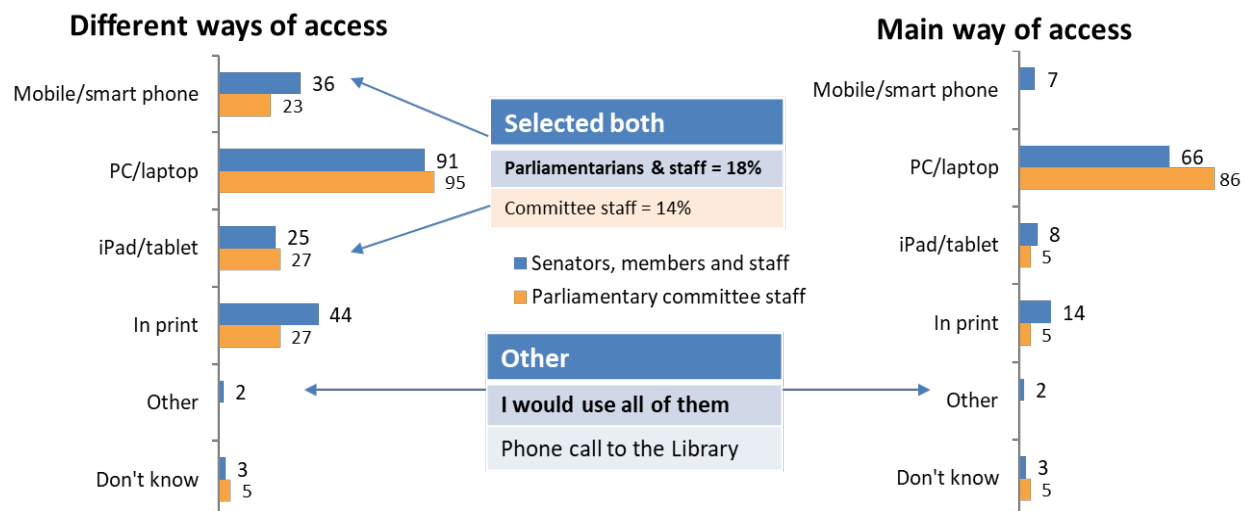 Different ways of access
Mobile/smart phone
36
23
PC/laptop
91
95
iPad/tablet
25
27
In print
44
27
Other
2
Don't know
3
5
Selected both
Parliamentarians & staff = 18%
Committee staff = 14%
Senators, members and staff
Parliamentary committee staff
Other
I would use all of them
Phone call to the Library
Main way of access
Mobile/smart phone
7
PC/laptop
66
86
iPad/tablet
8
5
In print
14
5
Other
2
Don't know
3
5